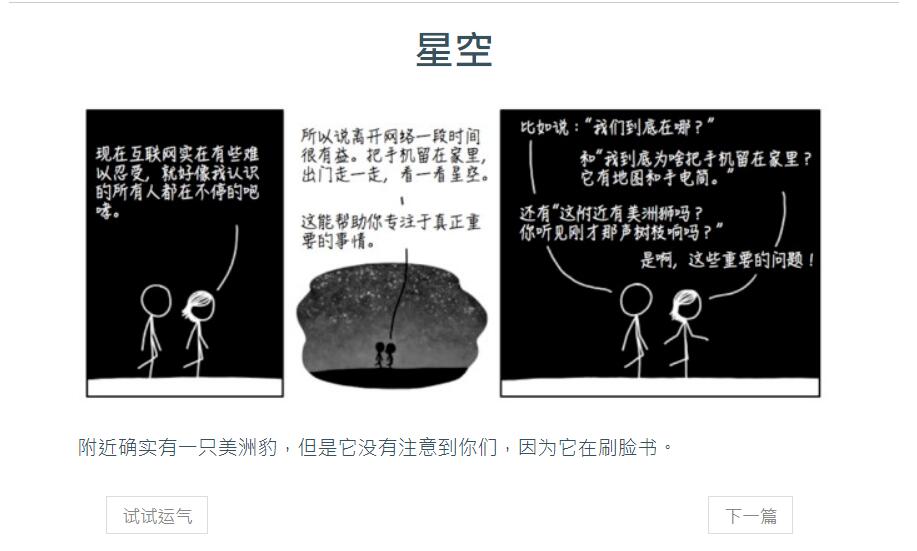 星空
现在互联网实在有些难
以忍受，就好像我认识
的所有人都在不停的咆
哮。
所以说离开网络一段时间
很有益。把手机留在家里，
出门走一走，看一看星空。
这能帮助你专注于真正重
要的事情。
比如说：“我们到底在哪？”
和“我到底为啥把手机留在家里？
它有地图和手电筒。”
还有“这附近有美洲狮吗？
你听见刚才那声树枝响吗？”
是啊，这些重要的问题！
附近确实有一只美洲豹，但是它没有注意到你们，因为它在刷脸书。
试试运气
下一篇